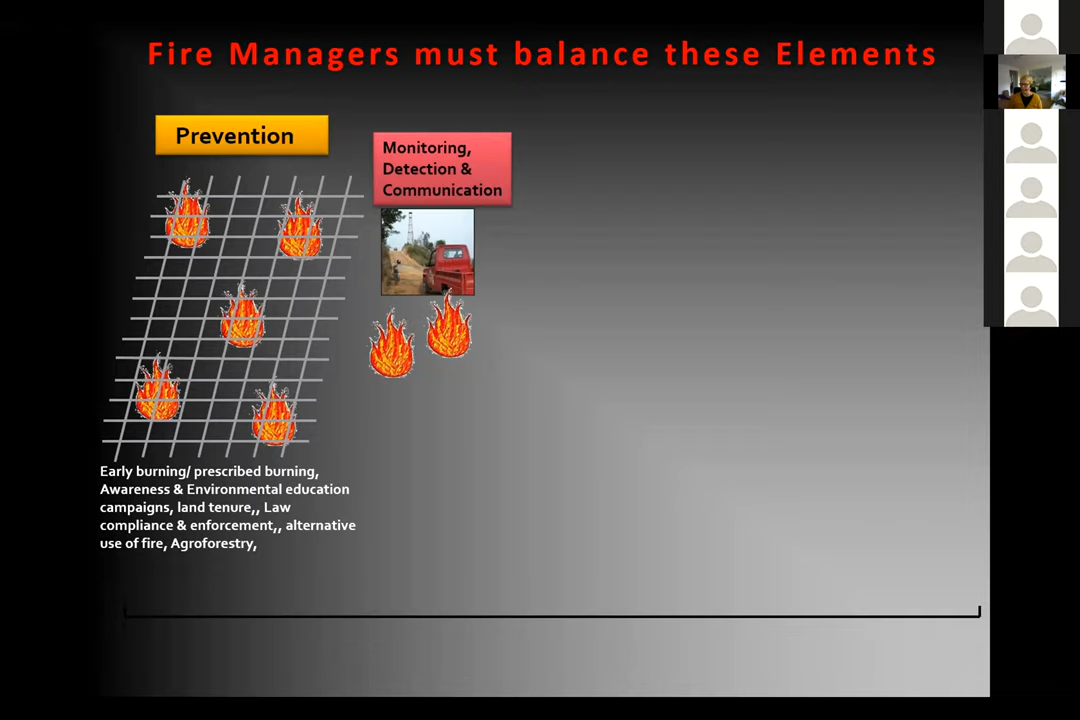 Fire Managers must balance these Elements
Prevention
Monitoring,
Detection &
Communication
Early burning/ prescribed burning,
Awareness & Environmental education
campaigns, land tenure,, Law
compliance & enforcement,, alternative
use of fire, Agroforestry,